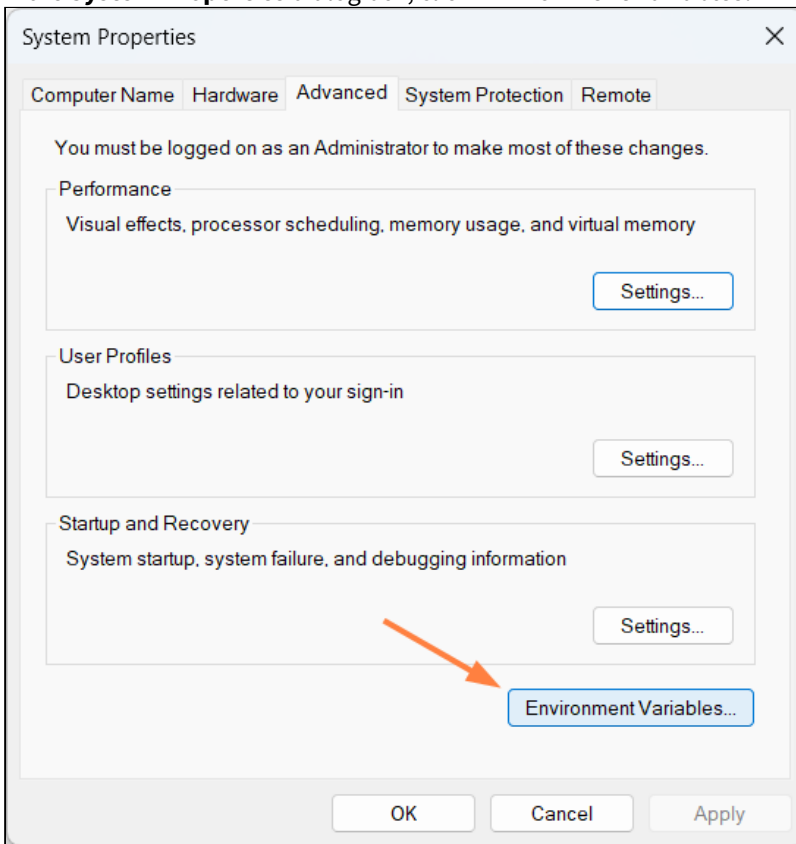 System Properties
Computer Name Hardware Advanced System Protection Remote
You must be logged on as an Administrator to make most of these changes.
Performance
Visual effects, processor scheduling, memory usage, and virtual memory
Settings...
User Profiles
Desktop settings related to your sign-in
Settings...
Startup and Recovery
System startup, system failure, and debugging information
Settings...
Environment Variables...
OK Cancel Apply